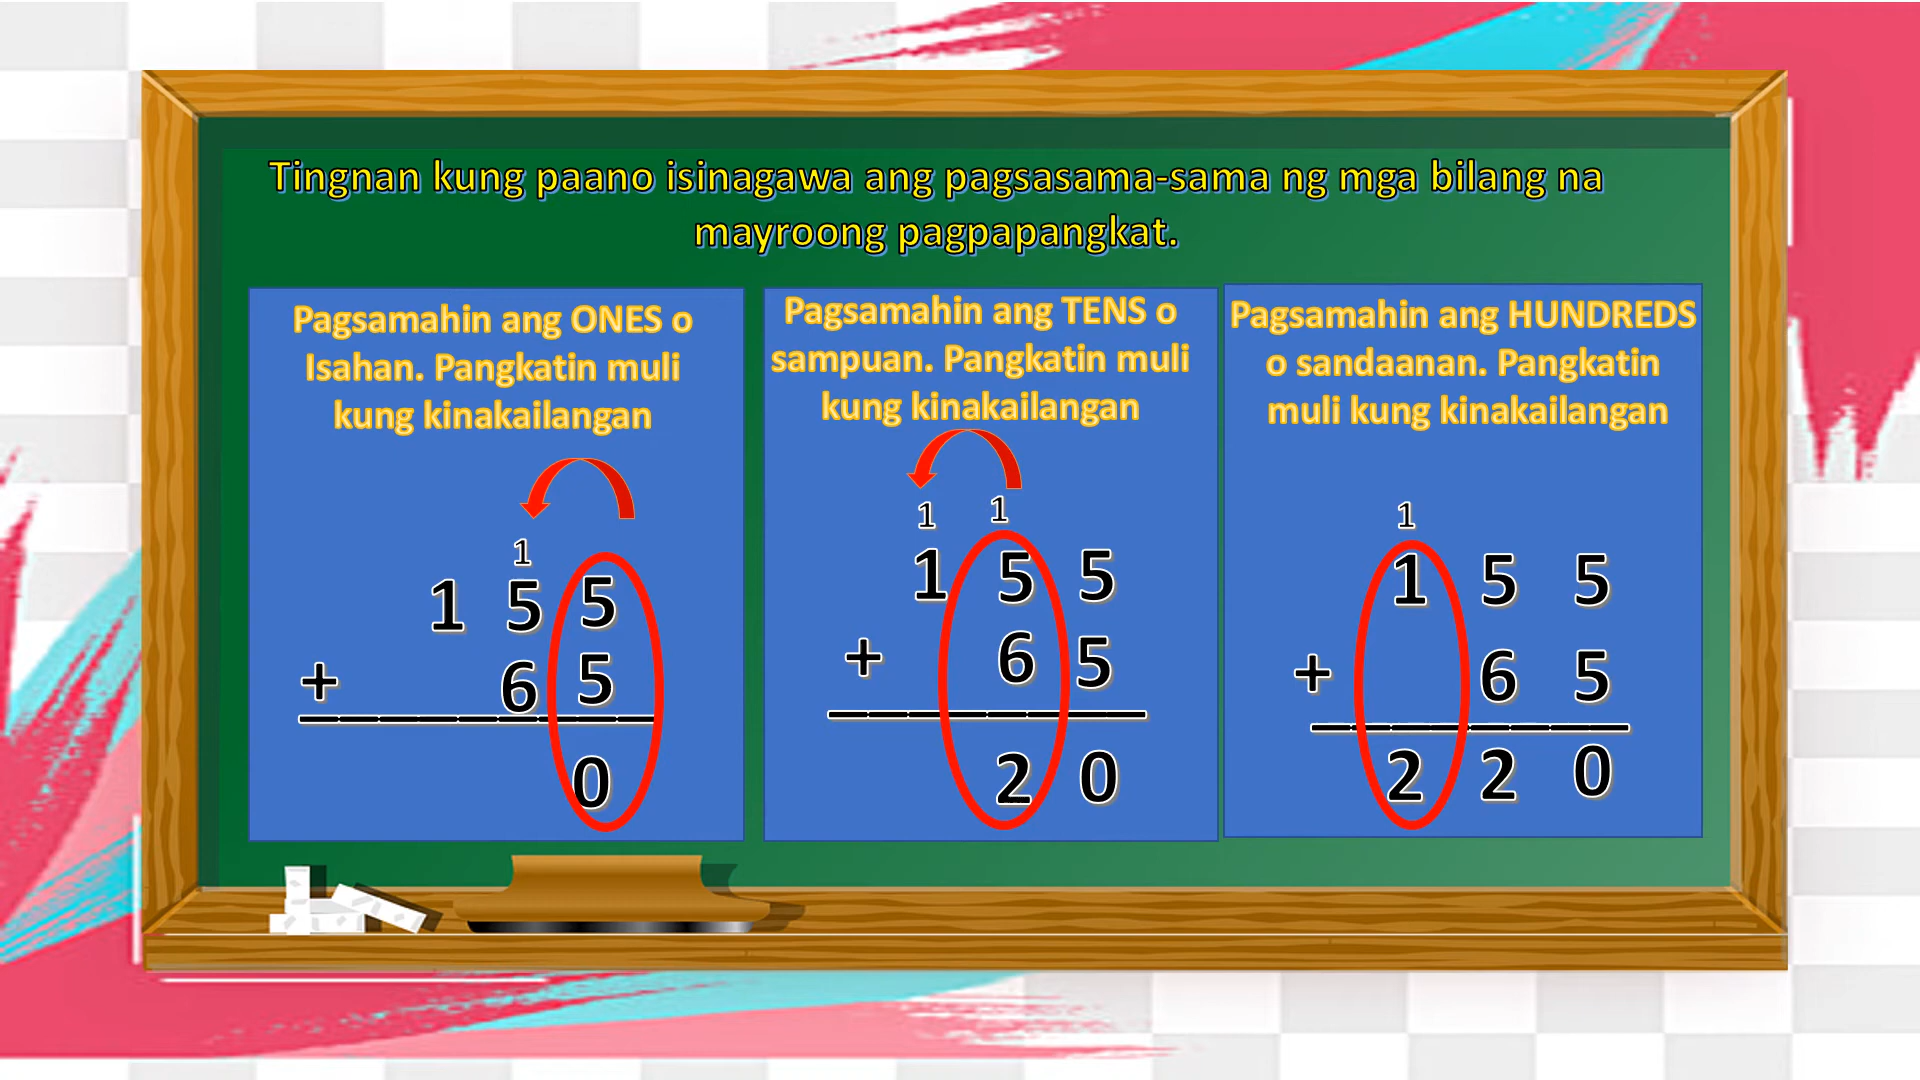 Tingnan kung paano isinagawa ang pagsasama-sama ng mga bilang na
mayroong pagpapangkat.
Pagsamahin ang ONES o
Isahan. Pangkatin muli
kung kinakailangan
1
1 5 5
+ 6 5
0
Pagsamahin ang TENS o
sampuan. Pangkatin muli
kung kinakailangan
1 1
1 5 5
+ 6 5
2 0
Pagsamahin ang HUNDREDS
o sandaanan. Pangkatin
muli kung kinakailangan
1
1 5 5
+ 6 5
2 2 0